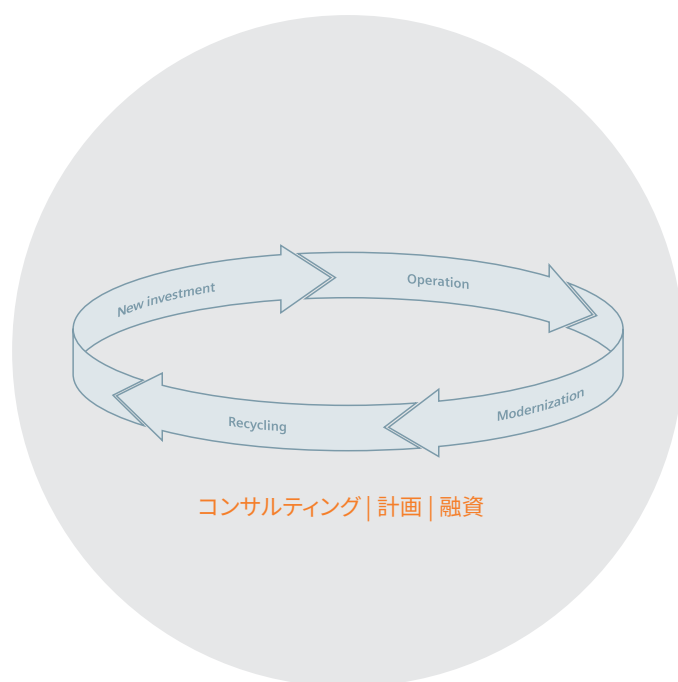 New investment
Operation
Modernization
Recycling
コンサルティング | 計画 | 融資